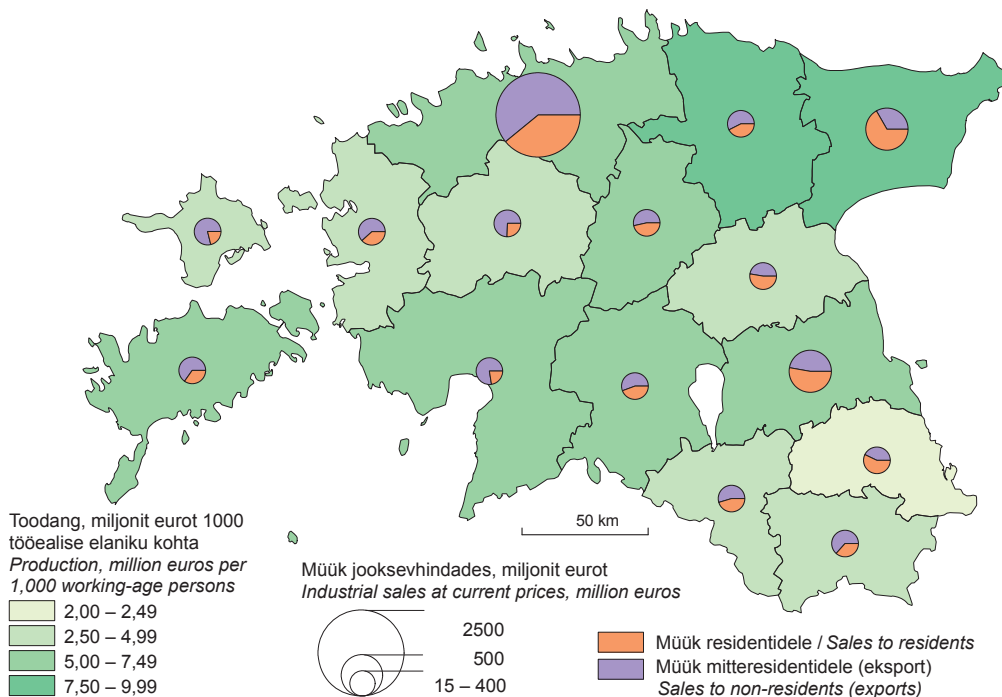 50 km
Toodang, miljonit eurot 1000
tööealise elaniku kohta
Production, million euros per
1,000 working-age persons
2,00 – 2,49
2,50 – 4,99
5,00 – 7,49
7,50 – 9,99
Müük jooksevhindades, miljonit eurot
Industrial sales at current prices, million euros
2500
500
15 – 400
Müük residentidele / Sales to residents
Müük mitteresidentidele (eksport)
Sales to non-residents (exports)